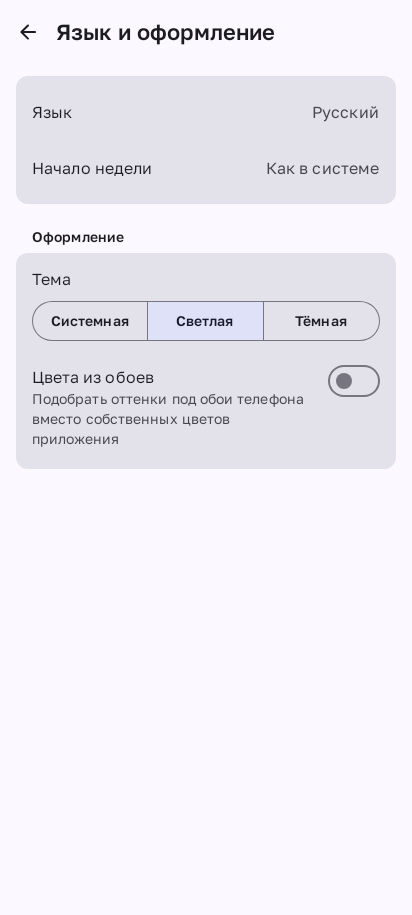 Язык и оформление
Язык Русский
Начало недели Как в системе
Оформление
Тема
Системная Светлая Тёмная
Цвета из обоев
Подобрать оттенки под обои телефона
вместо собственных цветов
приложения